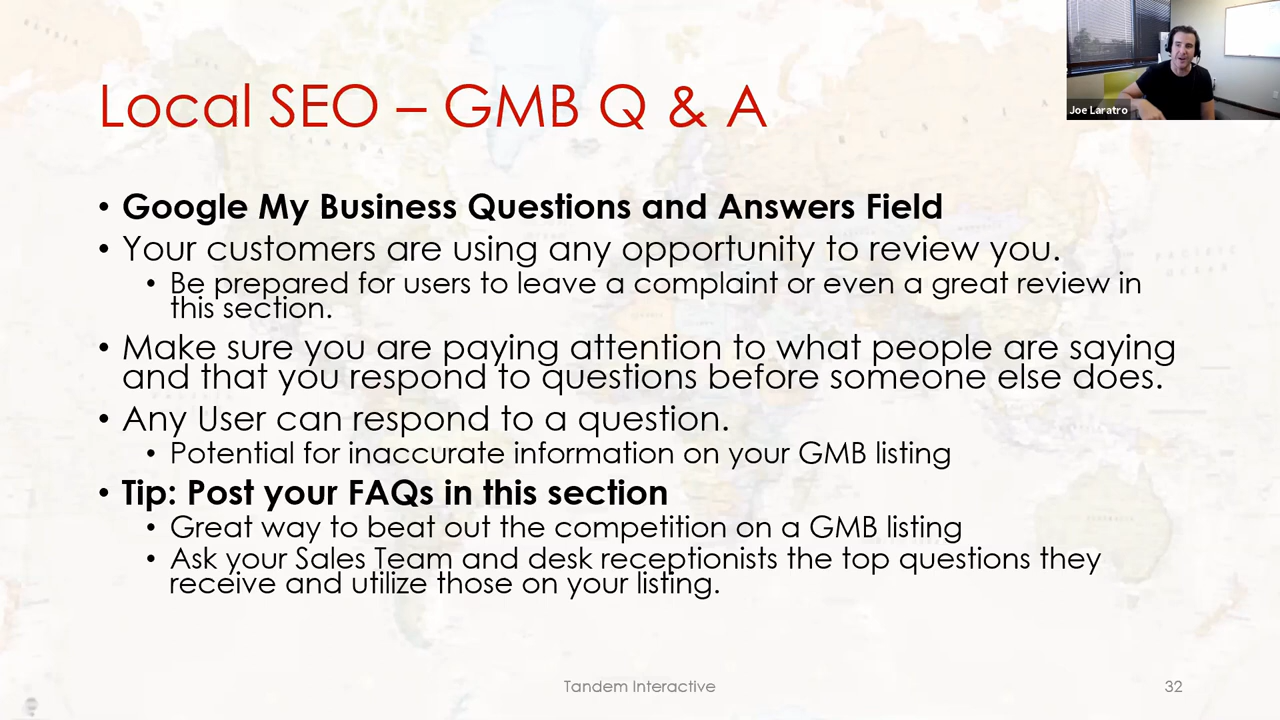 Local SEO – GMB Q & A
Joe Laratro
• Google My Business Questions and Answers Field
• Your customers are using any opportunity to review you.
• Be prepared for users to leave a complaint or even a great review in
this section.
• Make sure you are paying attention to what people are saying
and that you respond to questions before someone else does.
• Any User can respond to a question.
• Potential for inaccurate information on your GMB listing
• Tip: Post your FAQs in this section
• Great way to beat out the competition on a GMB listing
• Ask your Sales Team and desk receptionists the top questions they
receive and utilize those on your listing.
Tandem Interactive
32